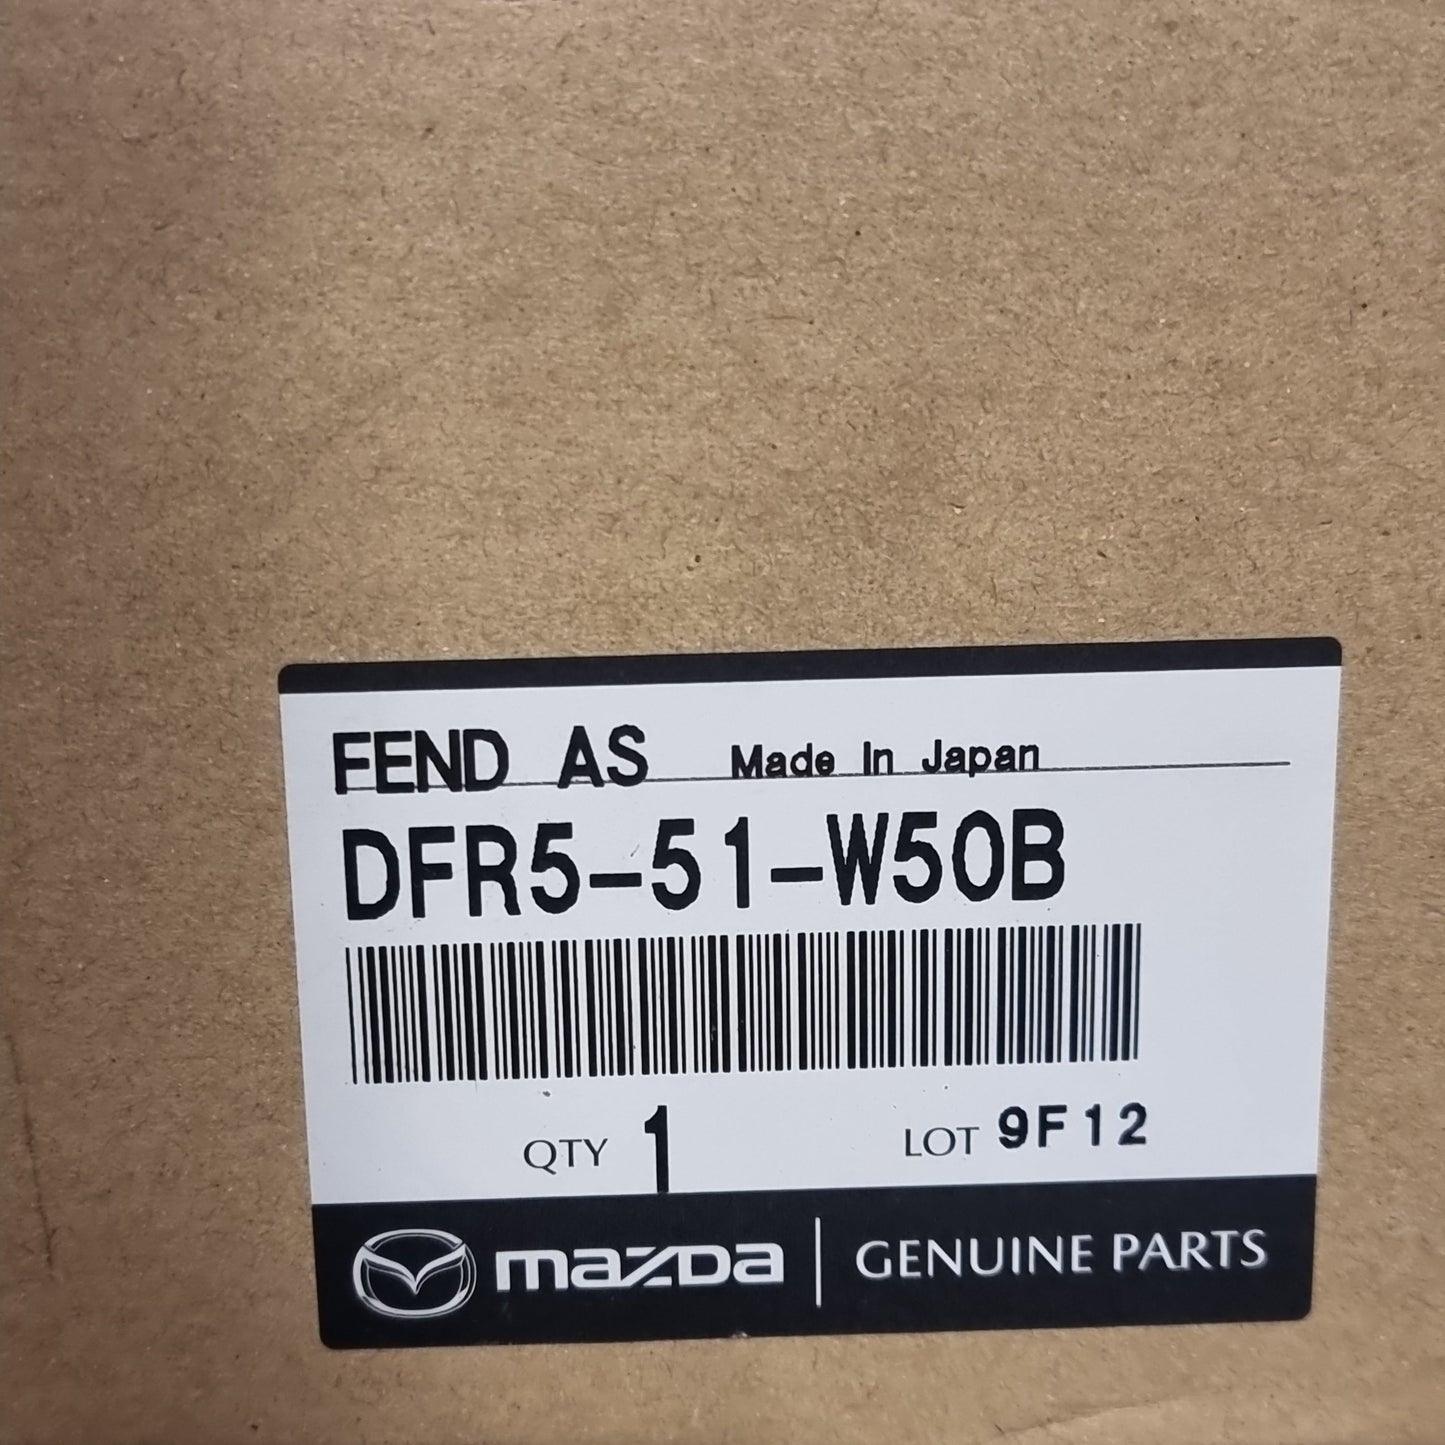 FEND AS Made In Japan
DFR5-51-W50B
QTY 1 LOT 9F12
mazda GENUINE PARTS